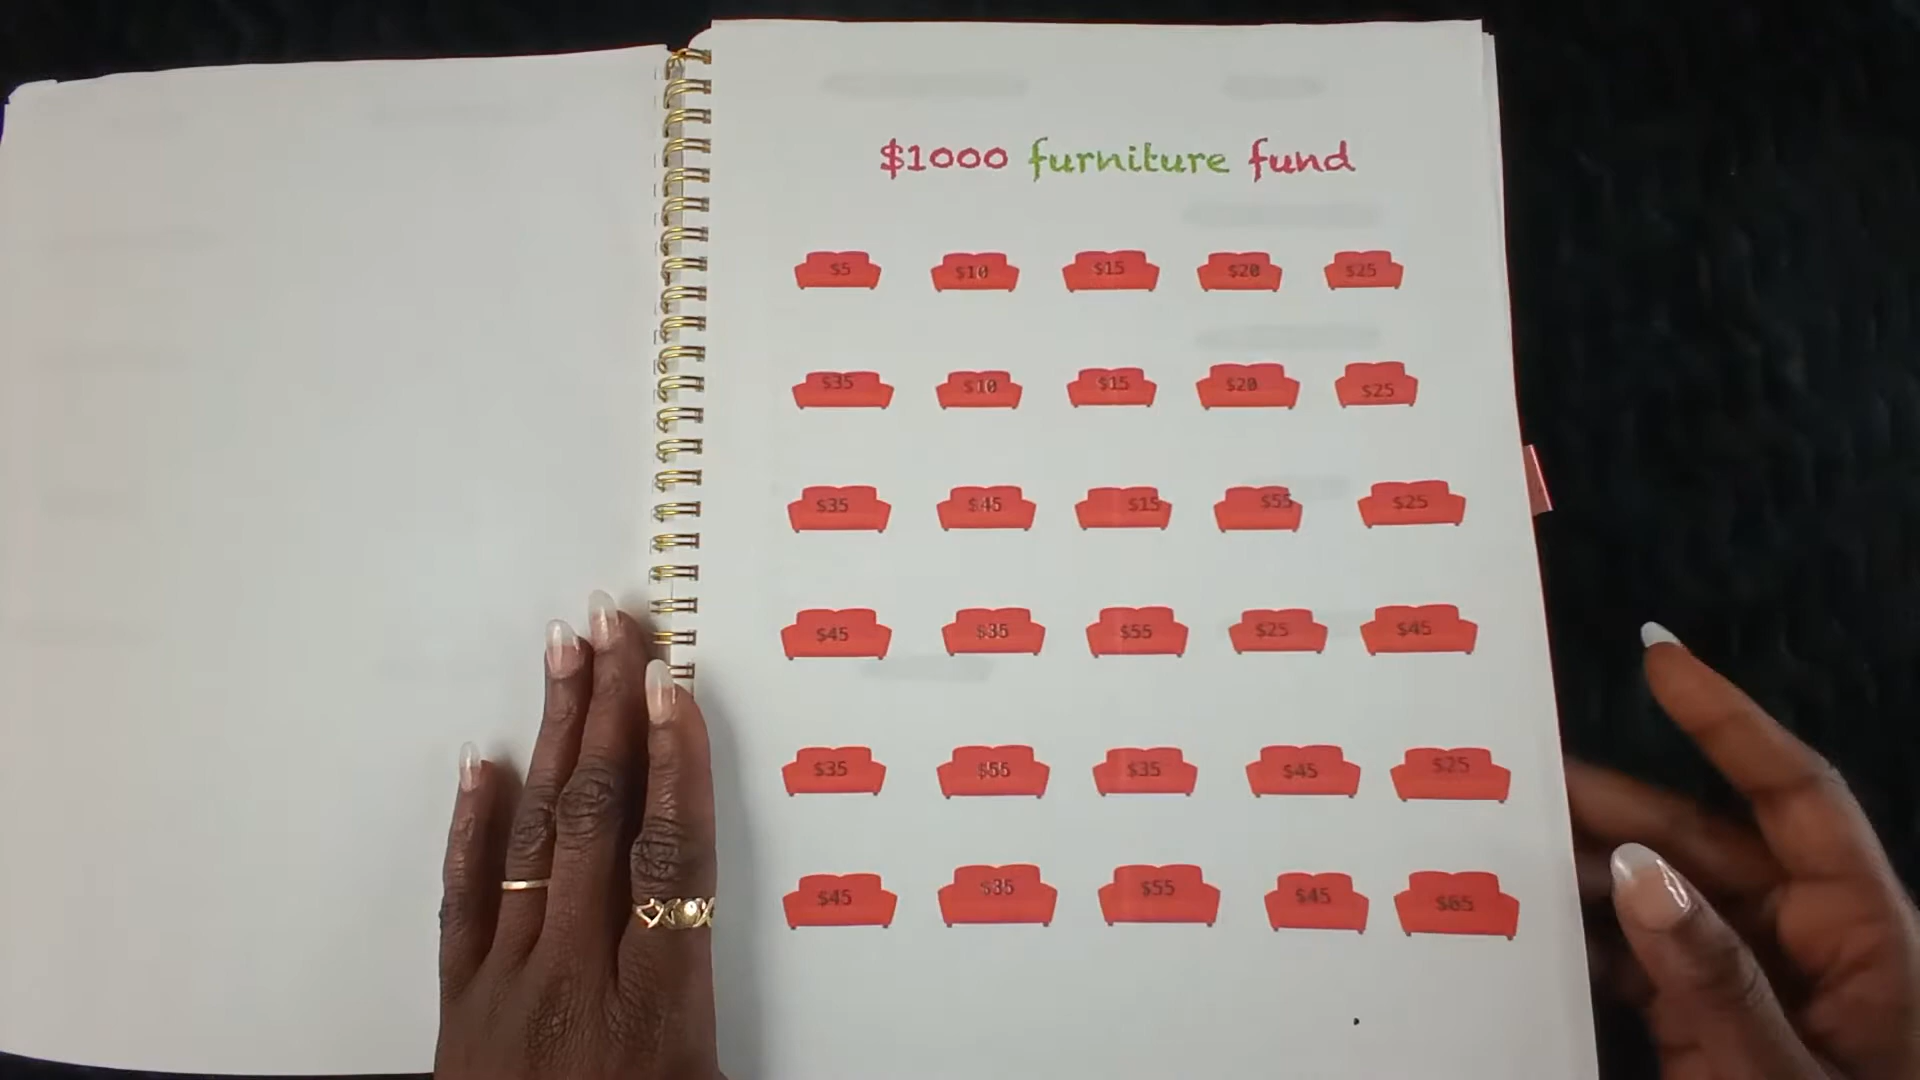 $1000 furniture fund
$5 $10 $15 $20 $25
$35 $10 $15 $20 $25
$35 $45 $15 $55 $25
$45 $35 $55 $25 $45
$35 $55 $35 $45 $25
$45 $35 $55 $45 $65